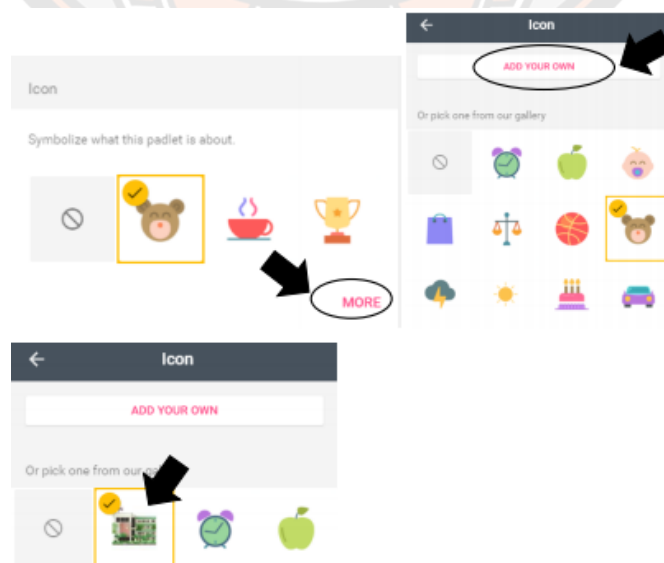 Icon
Symbolize what this padlet is about.
MORE
Icon
ADD YOUR OWN
Or pick one from our gallery
Icon
ADD YOUR OWN
Or pick one from our